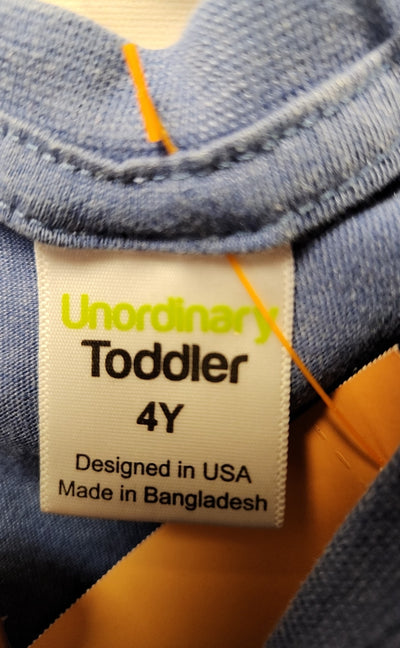 Unordinary
Toddler
4Y
Designed in USA
Made in Bangladesh